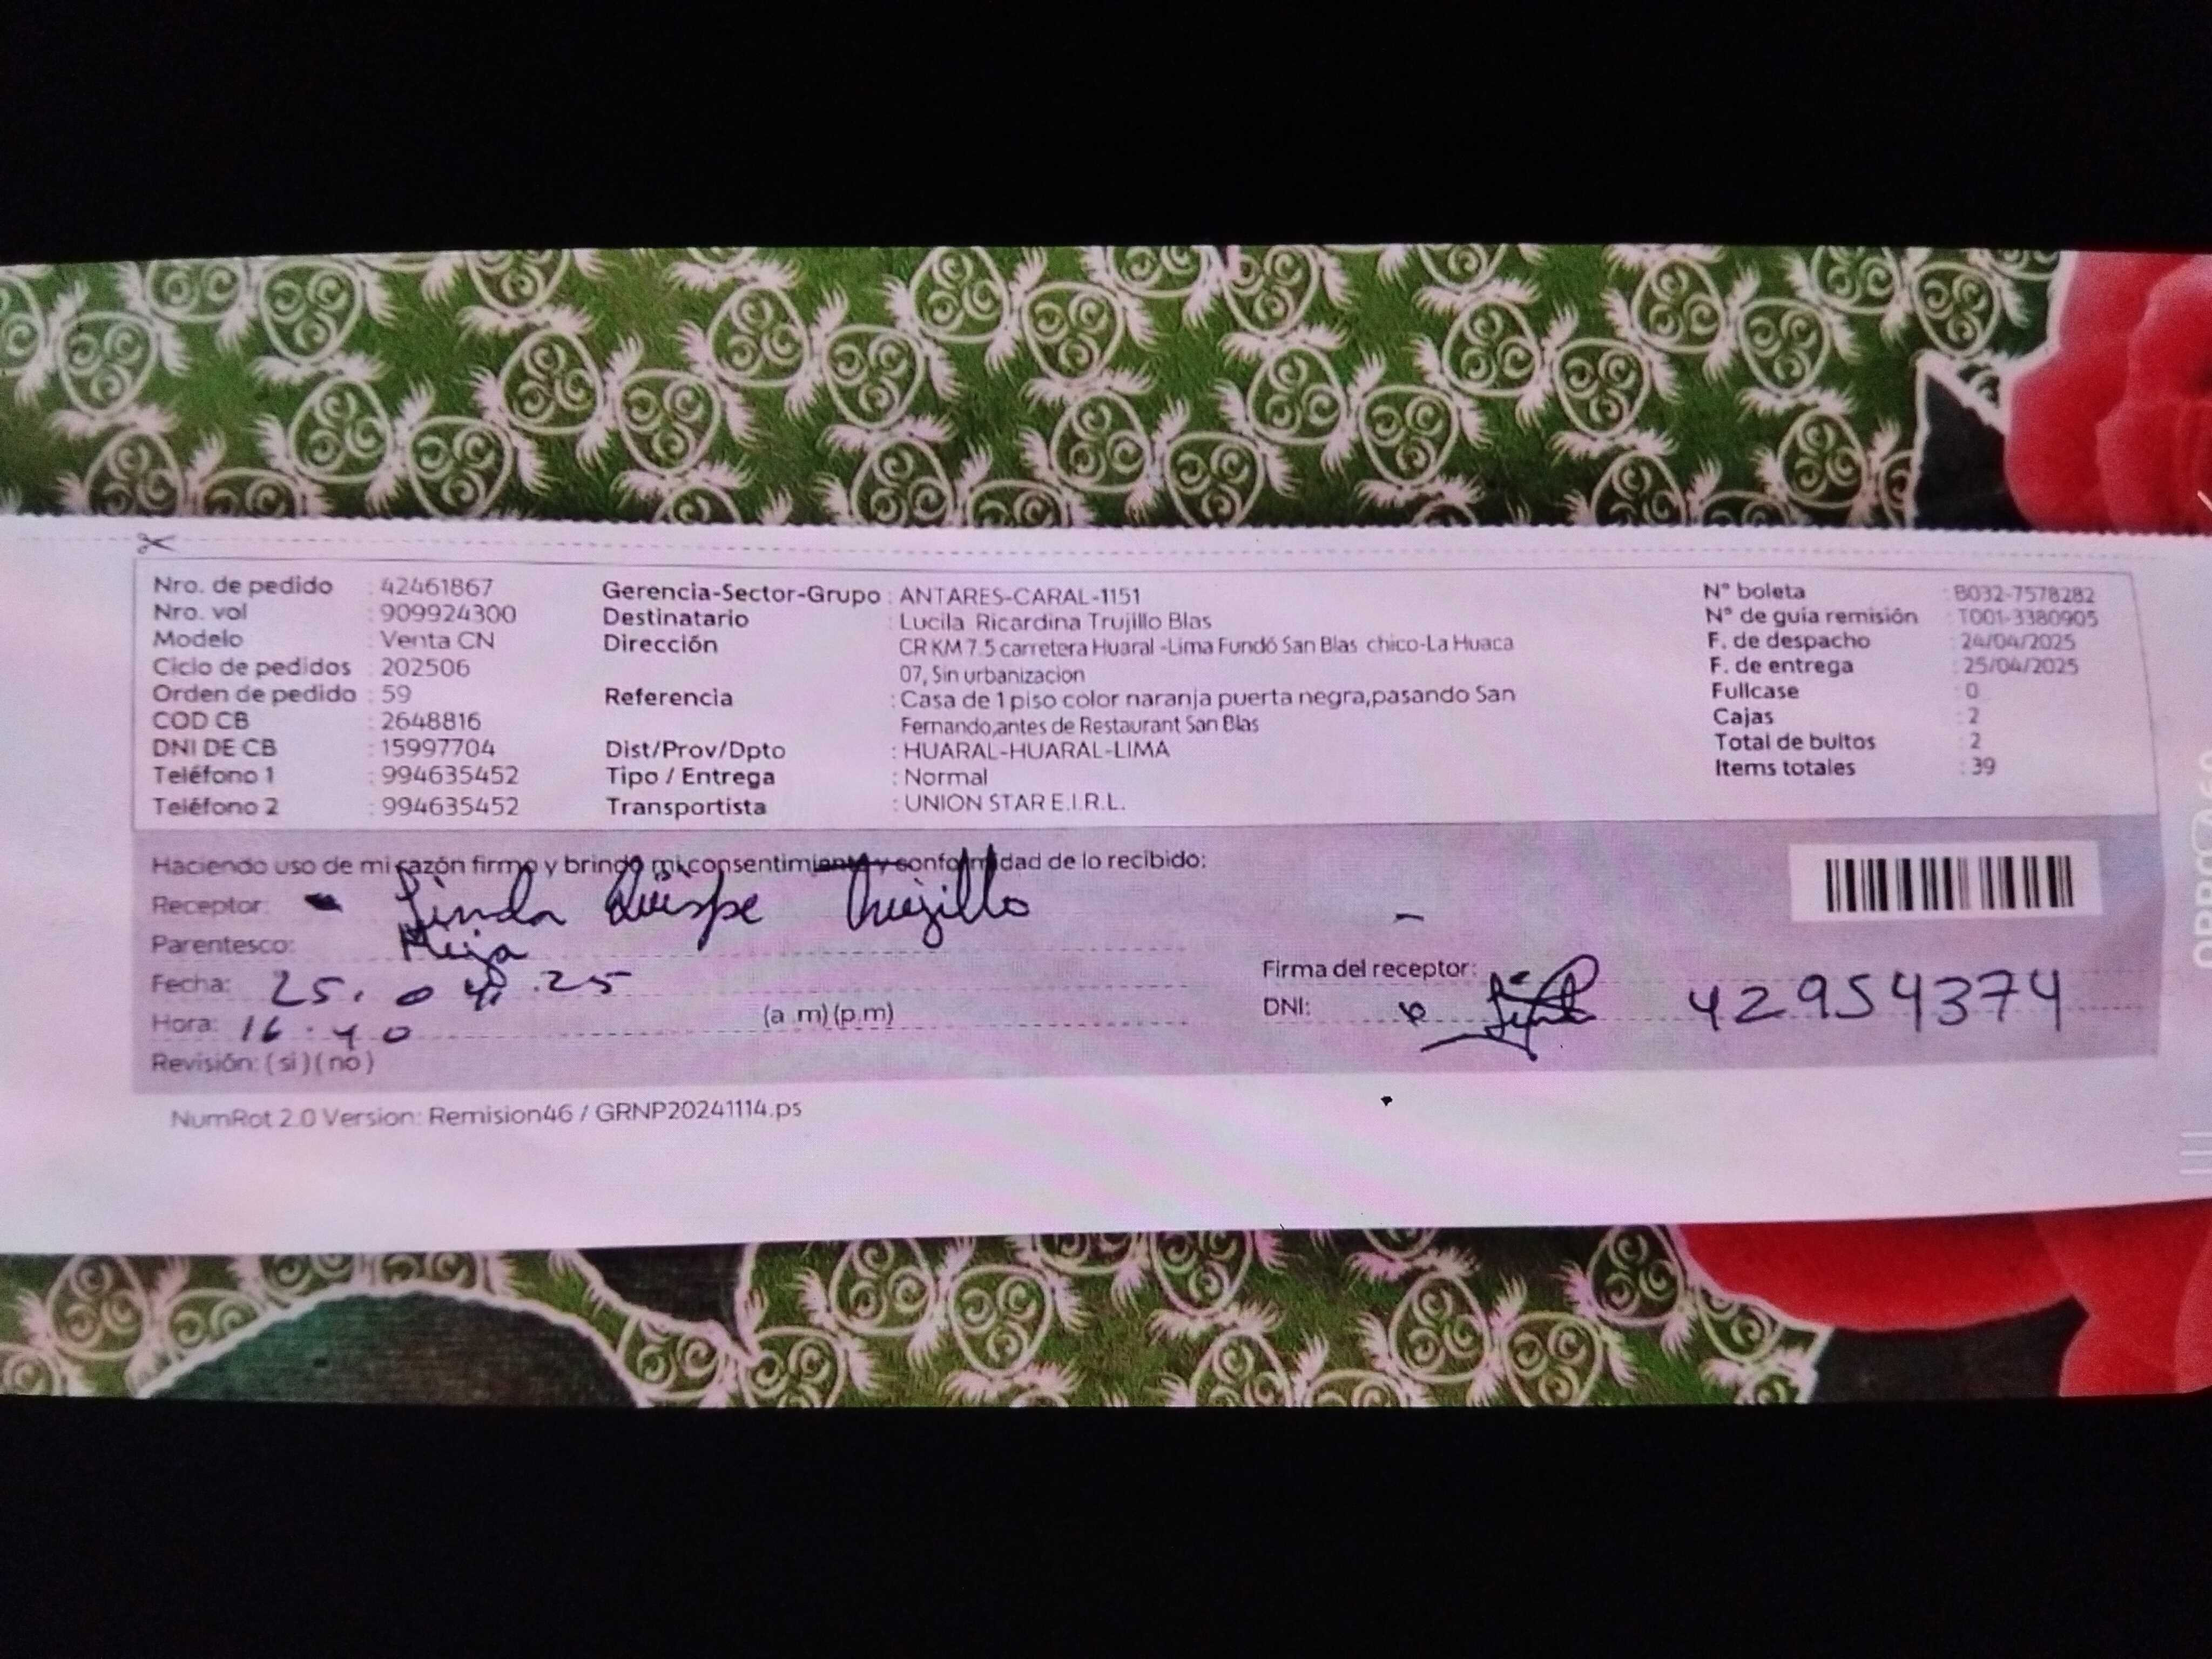 Nro. de pedido : 42461867
Nro. vol : 909924300
Modelo : Venta CN
Ciclo de pedidos : 202506
Orden de pedido : 59
COD CB : 2648816
DNI DE CB : 15997704
Teléfono 1 : 994635452
Teléfono 2 : 994635452
Gerencia-Sector-Grupo : ANTARES-CARAL-1151
Destinatario : Lucila Ricardina Trujillo Blas
Dirección CR KM 7.5 carretera Huaral -Lima Fundó San Blas chico-La Huaca
07, Sin urbanizacion
Referencia : Casa de 1 piso color naranja puerta negra,pasando San
Fernando,antes de Restaurant San Blas
Dist/Prov/Dpto : HUARAL-HUARAL-LIMA
Tipo / Entrega : Normal
Transportista : UNION STAR E.I.R.L.
N° boleta : B032-7578282
N° de guía remisión : T001-3380905
F. de despacho : 24/04/2025
F. de entrega : 25/04/2025
Fullcase : 0
Cajas : 2
Total de bultos : 2
Items totales : 39
Haciendo uso de mi razón firmo y brindo mi consentimiento y conformidad de lo recibido:
Receptor: Linda Quispe Trujillo
Parentesco: Hija
Fecha: 25. 04. 25
Hora: 16.40 (a .m) (p.m)
Revisión: ( si ) ( no )
Firma del receptor:
DNI: 42954374
NumRot 2.0 Version: Remision46 / GRNP20241114.ps